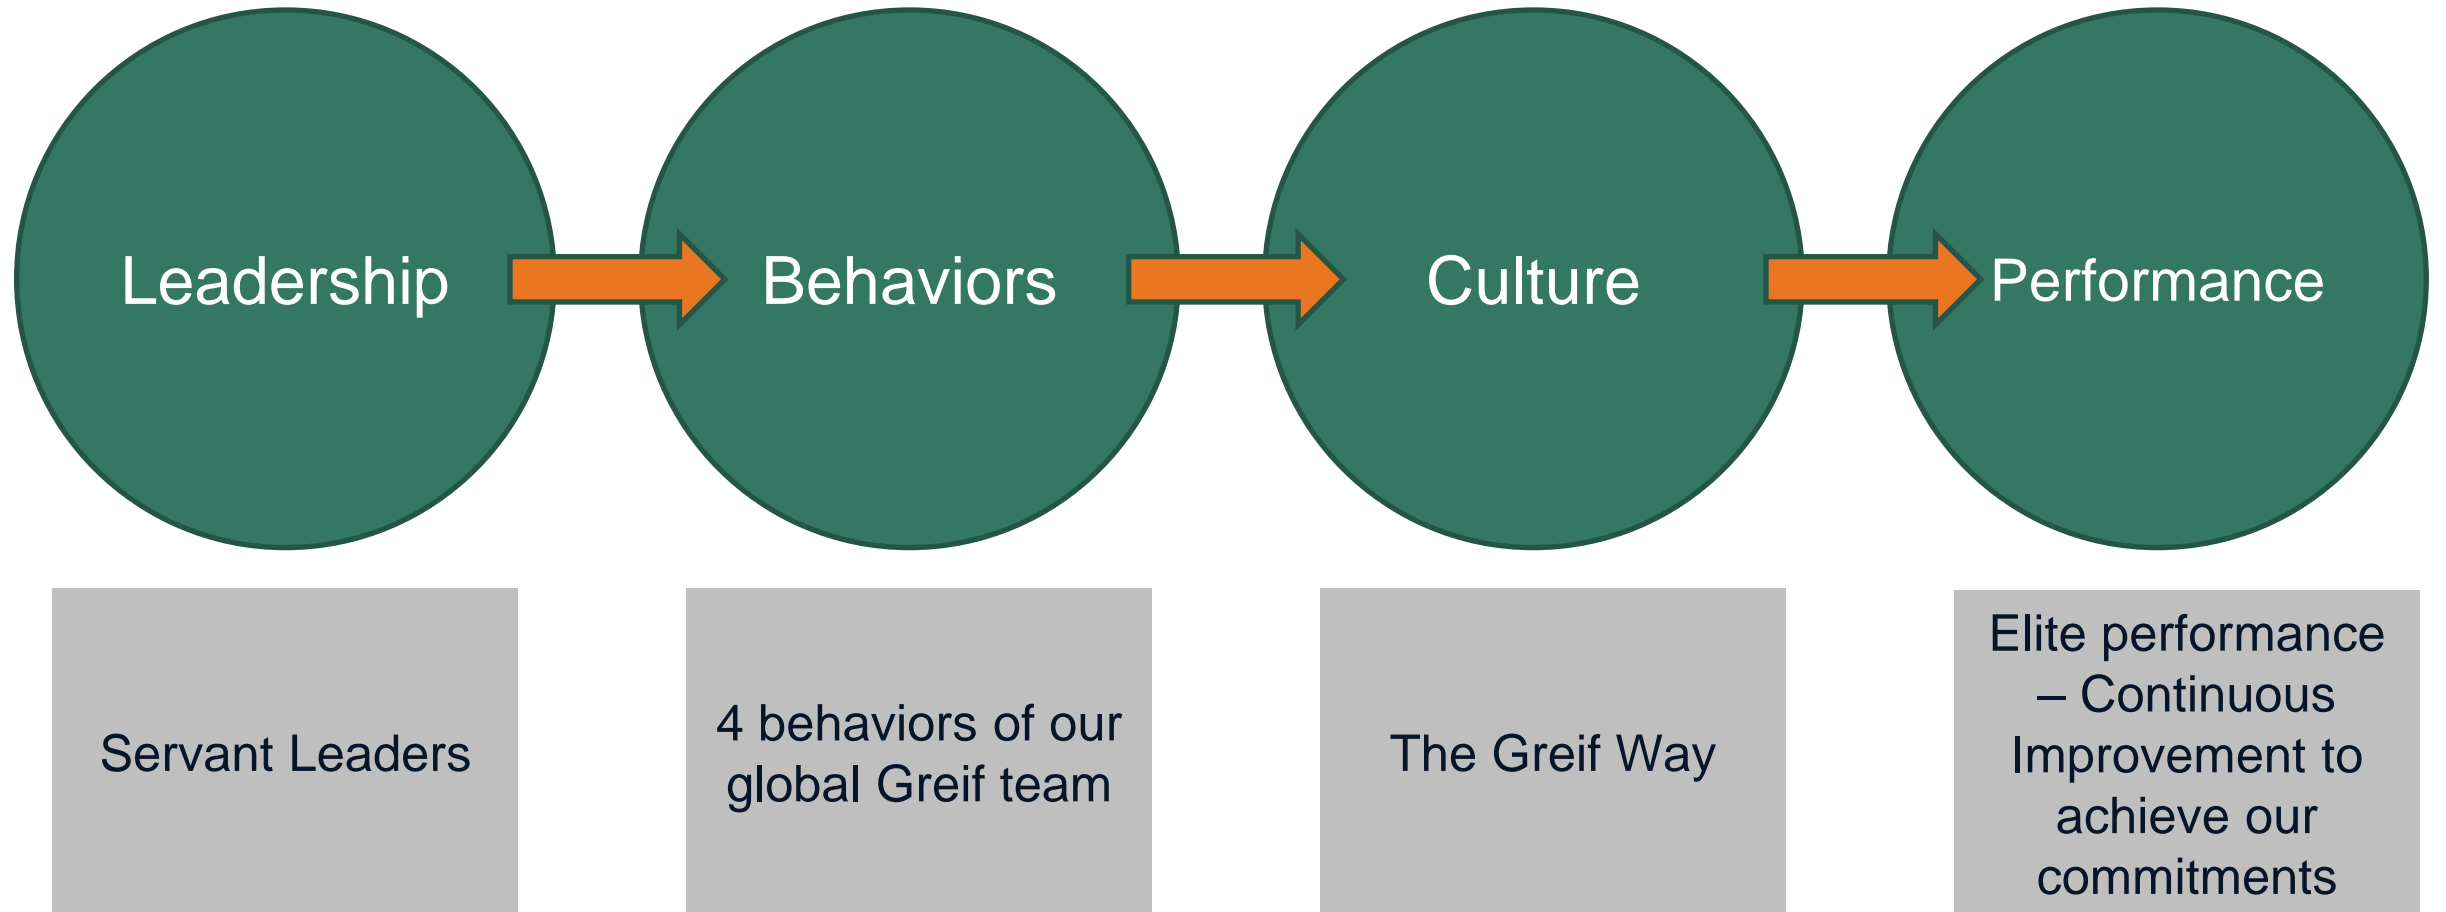 Leadership
Behaviors
Culture
Performance
Servant Leaders
4 behaviors of our
global Greif team
The Greif Way
Elite performance
– Continuous
Improvement to
achieve our
commitments